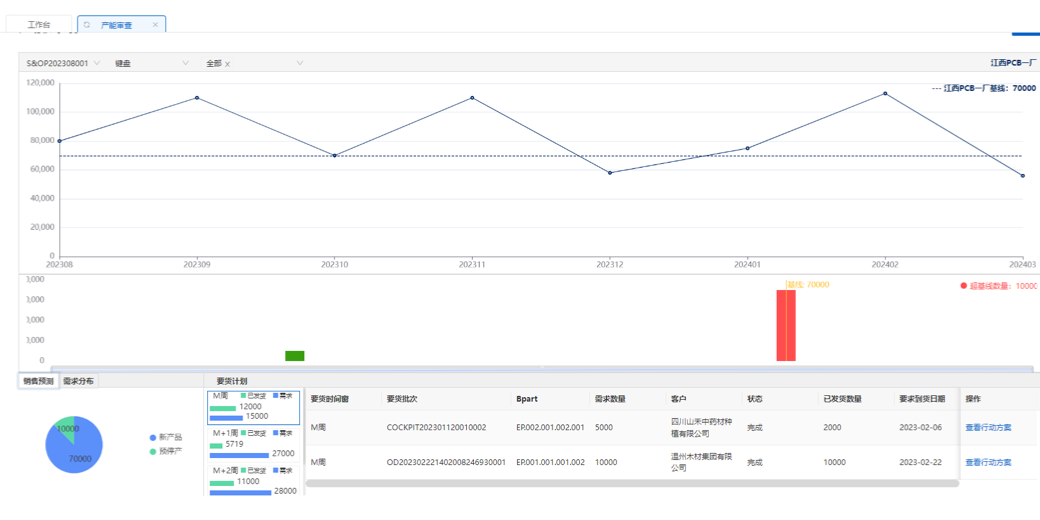 工作台
产能审查
S&OP202308001
键盘
全部 x
江西PCB一厂
--- 江西PCB一厂基线：70000
120,000
100,000
80,000
60,000
40,000
20,000
0
202308 202309 202310 202311 202312 202401 202402 202403
基线: 70000
超基线数量：10000
0,000
0,000
0,000
0,000
0
销售预测 需求分布
10000
70000
新产品
预停产
要货计划
M周 已发货 需求
12000
15000
M+1周 已发货 需求
5719
27000
M+2周 已发货 需求
11000
28000
要货时间窗 要货批次 Bpart 需求数量 客户 状态 已发货数量 要求到货日期 操作
M周 COCKPIT202301120010002 EP.002.001.002.001 5000 四川山禾中药材种植有限公司 完成 2000 2023-02-06 查看行动方案
M周 OD202302221402008246930001 EP.001.001.001.002 10000 温州木材集团有限公司 完成 10000 2023-02-22 查看行动方案